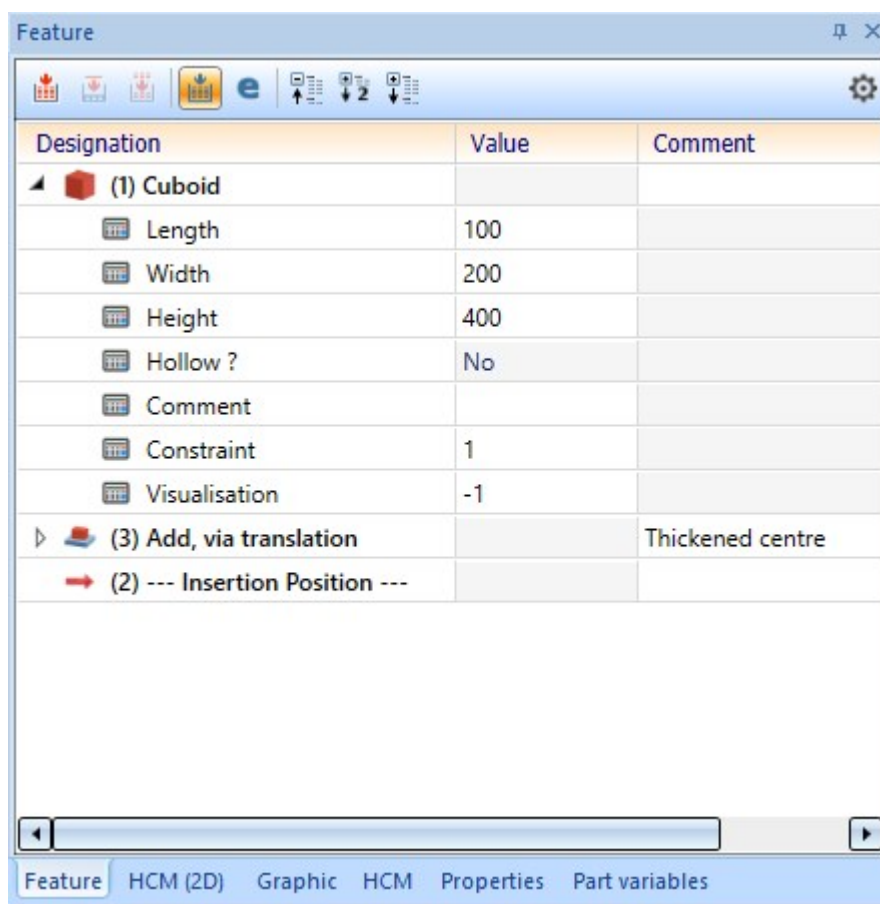 Feature
e 2
Designation Value Comment
(1) Cuboid
Length 100
Width 200
Height 400
Hollow ? No
Comment
Constraint 1
Visualisation -1
(3) Add, via translation Thickened centre
(2) --- Insertion Position ---
Feature HCM (2D) Graphic HCM Properties Part variables